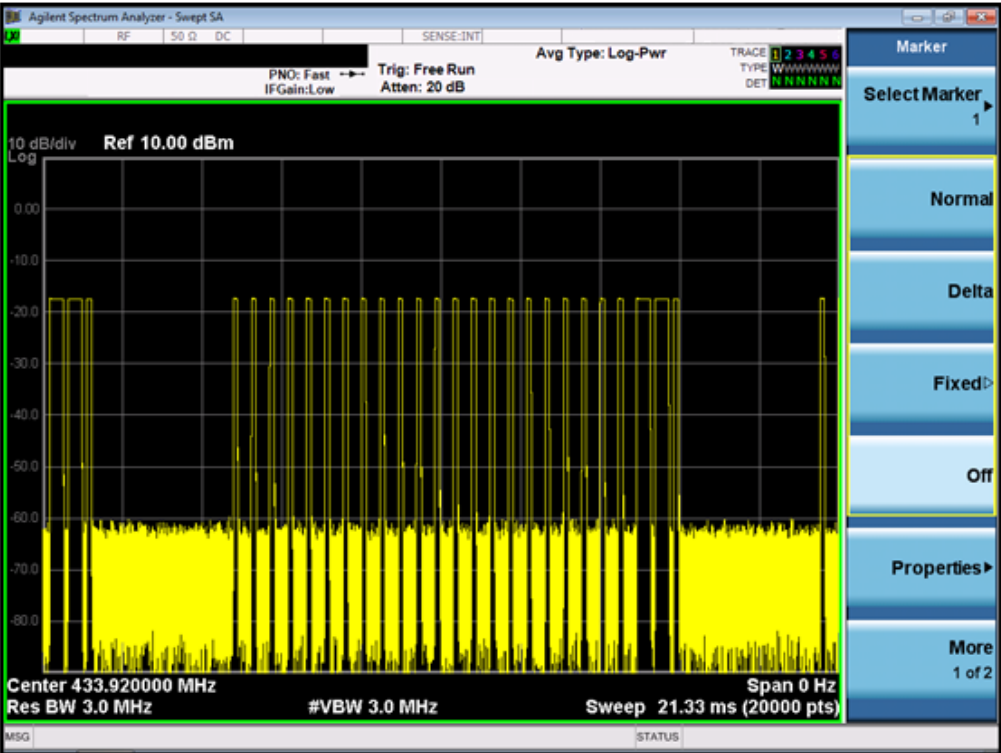 Agilent Spectrum Analyzer - Swept SA
LXI RF 50 Ω DC SENSE:INT
Marker
Avg Type: Log-Pwr
TRACE 1 2 3 4 5 6
PNO: Fast Trig: Free Run
TYPE WWWWWWW
IFGain:Low Atten: 20 dB
DET N N N N N N
Select Marker
1
10 dB/div Ref 10.00 dBm
Log
Normal
0.00
-10.0
Delta
-20.0
-30.0
Fixed
-40.0
-50.0
Off
-60.0
-70.0
Properties
-80.0
More
1 of 2
Center 433.920000 MHz Span 0 Hz
Res BW 3.0 MHz #VBW 3.0 MHz Sweep 21.33 ms (20000 pts)
MSG STATUS